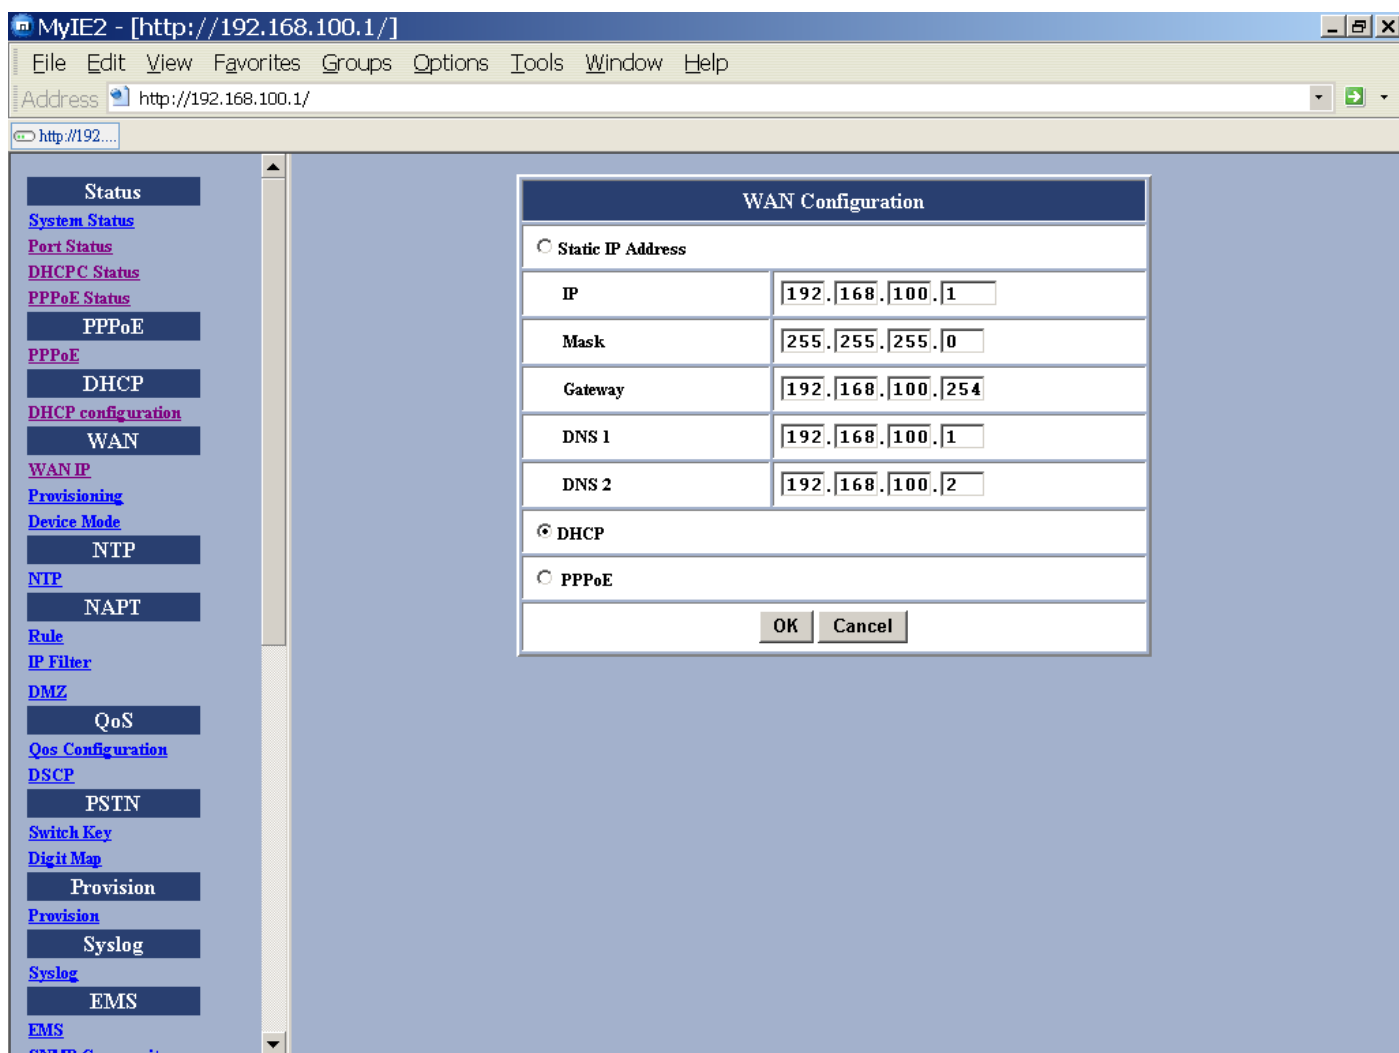 MyIE2 - [http://192.168.100.1/]
File Edit View Favorites Groups Options Tools Window Help
Address http://192.168.100.1/
http://192....
Status
System Status
Port Status
DHCPC Status
PPPoE Status
PPPoE
PPPoE
DHCP
DHCP configuration
WAN
WAN IP
Provisioning
Device Mode
NTP
NTP
NAPT
Rule
IP Filter
DMZ
QoS
Qos Configuration
DSCP
PSTN
Switch Key
Digit Map
Provision
Provision
Syslog
Syslog
EMS
EMS
WAN Configuration
Static IP Address
IP 192.168.100.1
Mask 255.255.255.0
Gateway 192.168.100.254
DNS 1 192.168.100.1
DNS 2 192.168.100.2
DHCP
PPPoE
OK Cancel